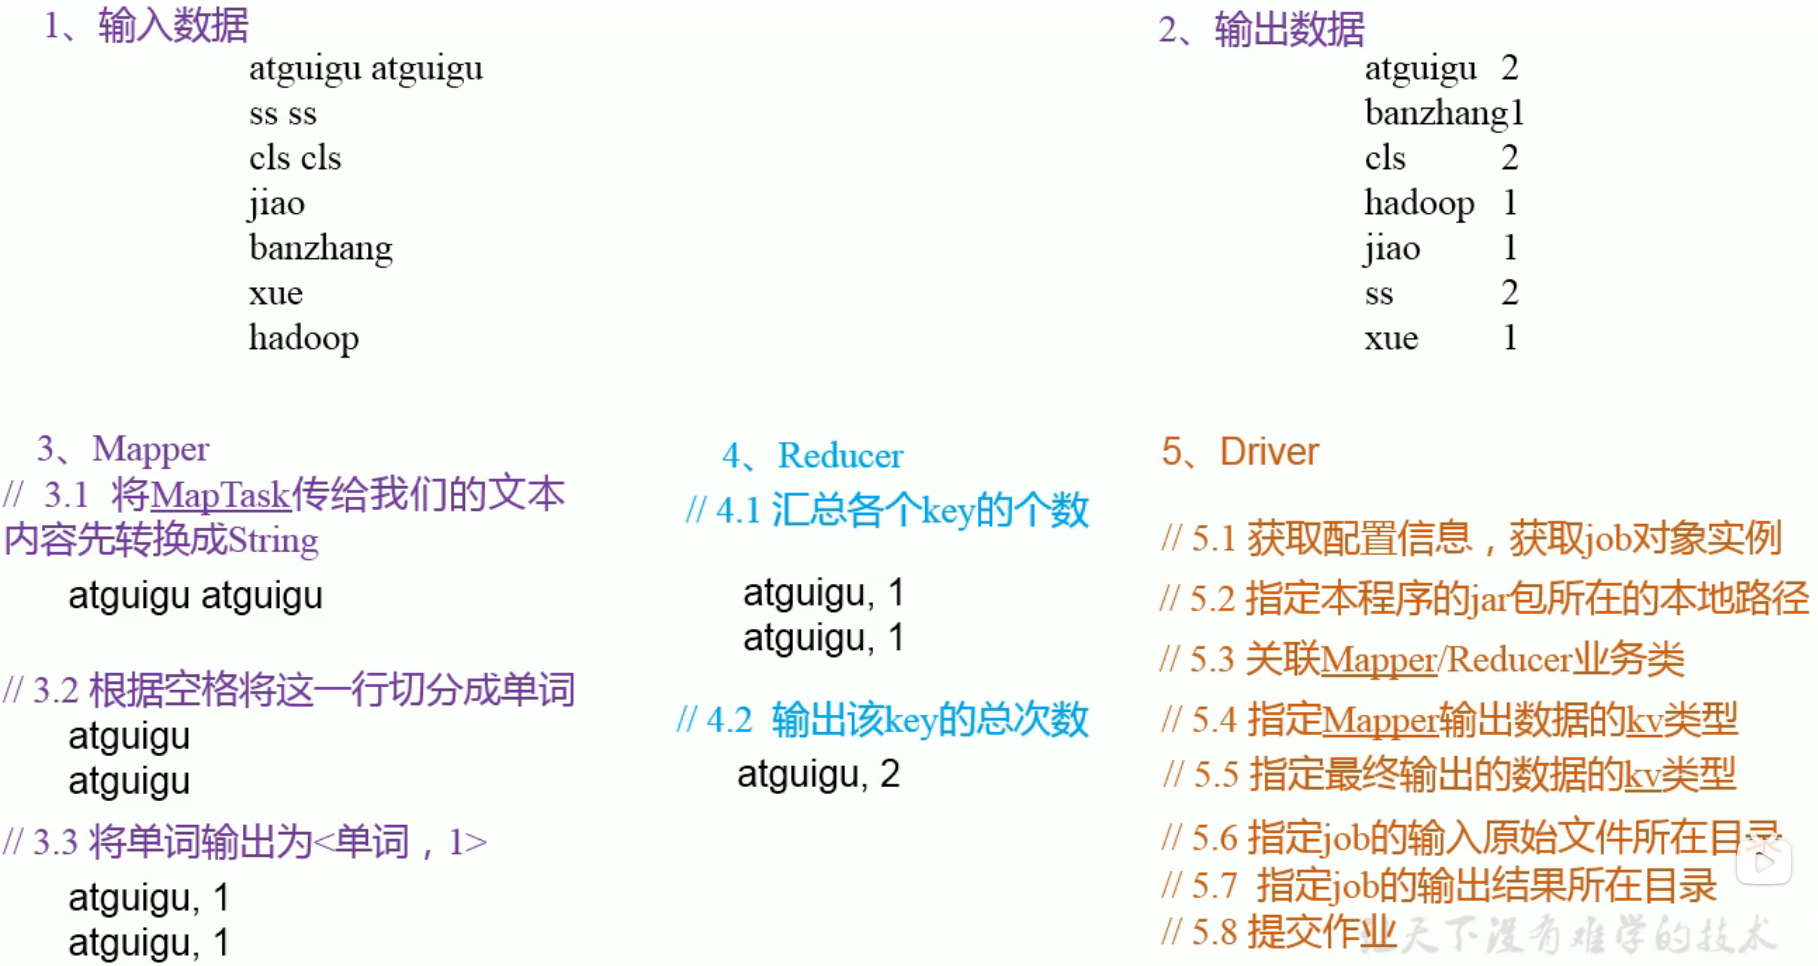 1、输入数据
atguigu atguigu
ss ss
cls cls
jiao
banzhang
xue
hadoop
2、输出数据
atguigu 2
banzhang1
cls 2
hadoop 1
jiao 1
ss 2
xue 1
3、Mapper
// 3.1 将MapTask传给我们的文本
内容先转换成String
atguigu atguigu
// 3.2 根据空格将这一行切分成单词
atguigu
atguigu
// 3.3 将单词输出为<单词，1>
atguigu, 1
atguigu, 1
4、Reducer
// 4.1 汇总各个key的个数
atguigu, 1
atguigu, 1
// 4.2 输出该key的总次数
atguigu, 2
5、Driver
// 5.1 获取配置信息，获取job对象实例
// 5.2 指定本程序的jar包所在的本地路径
// 5.3 关联Mapper/Reducer业务类
// 5.4 指定Mapper输出数据的kv类型
// 5.5 指定最终输出的数据的kv类型
// 5.6 指定job的输入原始文件所在目录
// 5.7 指定job的输出结果所在目录
// 5.8 提交作业
让天下没有难学的技术